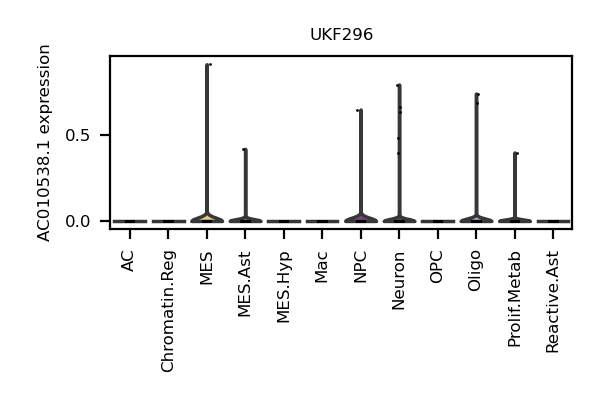 UKF296
AC010538.1 expression
0.5
0.0
AC
Chromatin.Reg
MES
MES.Ast
MES.Hyp
Mac
NPC
Neuron
OPC
Oligo
Prolif.Metab
Reactive.Ast